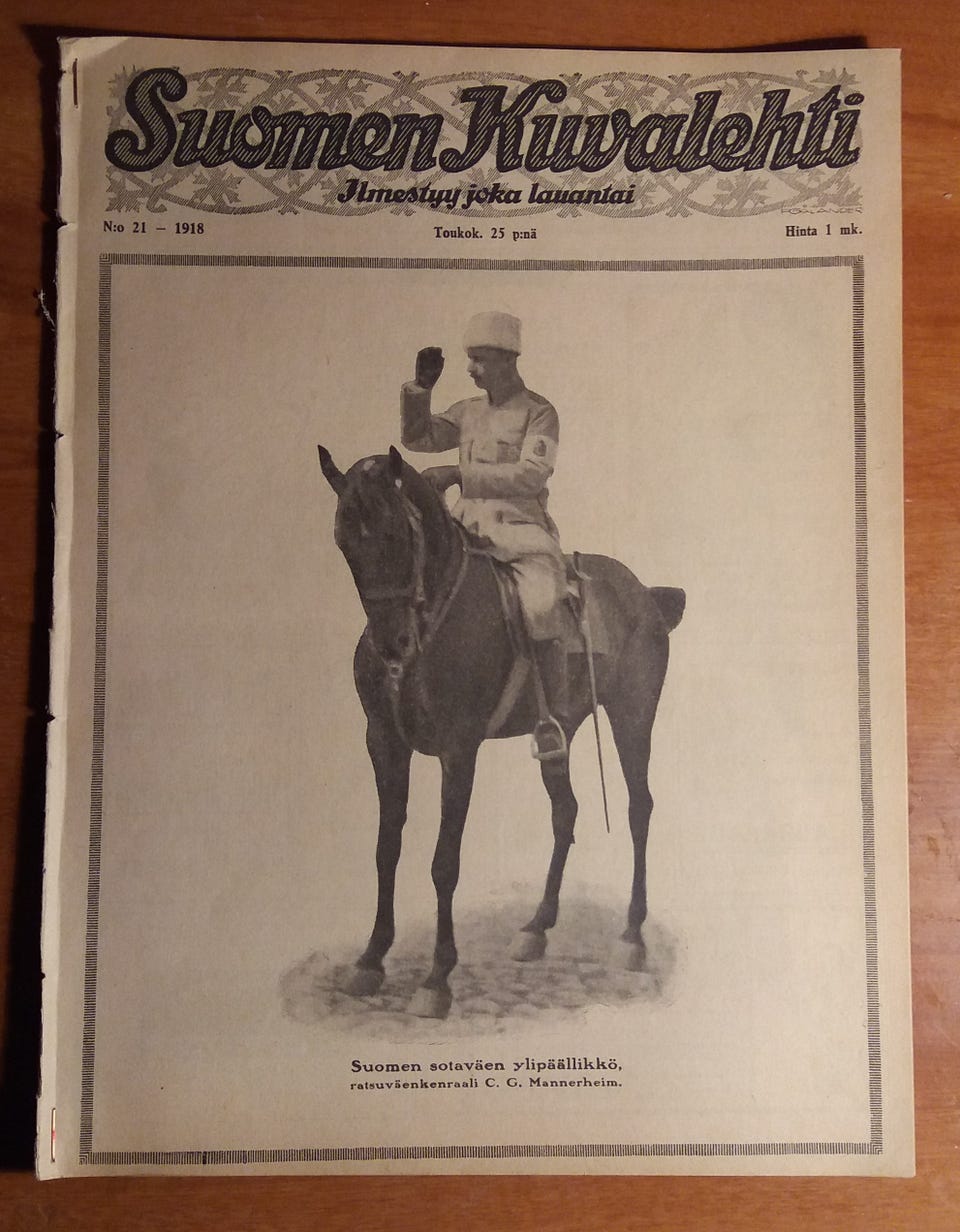 Suomen Kuvalehti
Ilmestyy joka lauantai
N:o 21 – 1918 Toukok. 25 p:nä Hinta 1 mk.
Suomen sotaväen ylipäällikkö,
ratsuväenkenraali C. G. Mannerheim.